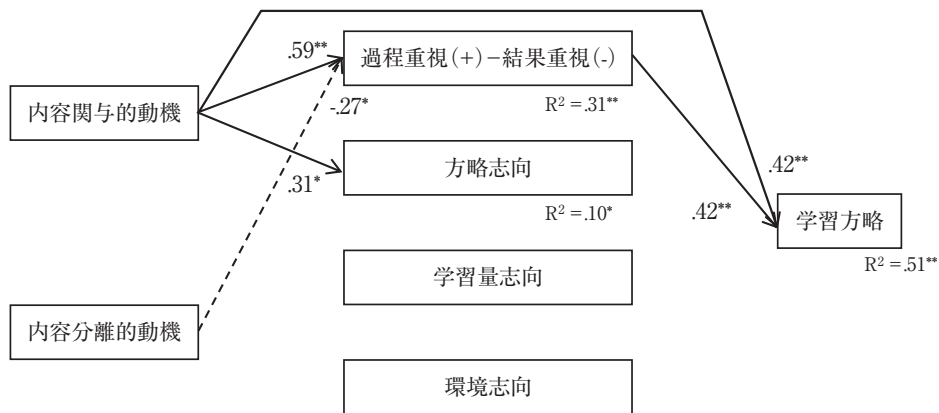 .59**
過程重視(+)−結果重視(-)
内容関与的動機
-.27*
R² =.31**
方略志向
.42**
.31*
.42**
R² =.10*
学習方略
R² =.51**
学習量志向
内容分離的動機
環境志向